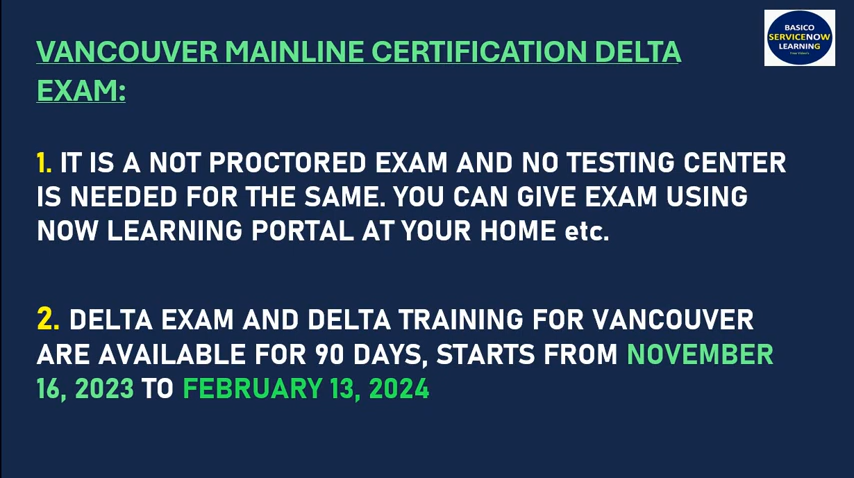 VANCOUVER MAINLINE CERTIFICATION DELTA
EXAM:
BASICO
SERVICENOW
LEARNING
1. IT IS A NOT PROCTORED EXAM AND NO TESTING CENTER
IS NEEDED FOR THE SAME. YOU CAN GIVE EXAM USING
NOW LEARNING PORTAL AT YOUR HOME etc.
2. DELTA EXAM AND DELTA TRAINING FOR VANCOUVER
ARE AVAILABLE FOR 90 DAYS, STARTS FROM NOVEMBER
16, 2023 TO FEBRUARY 13, 2024